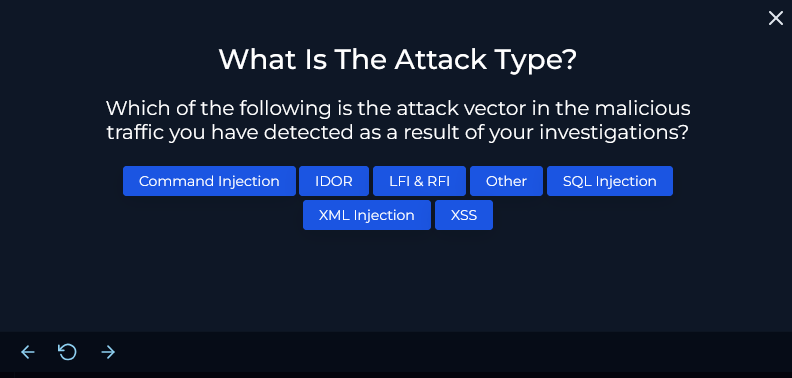 What Is The Attack Type?
Which of the following is the attack vector in the malicious
traffic you have detected as a result of your investigations?
Command Injection IDOR LFI & RFI Other SQL Injection
XML Injection XSS